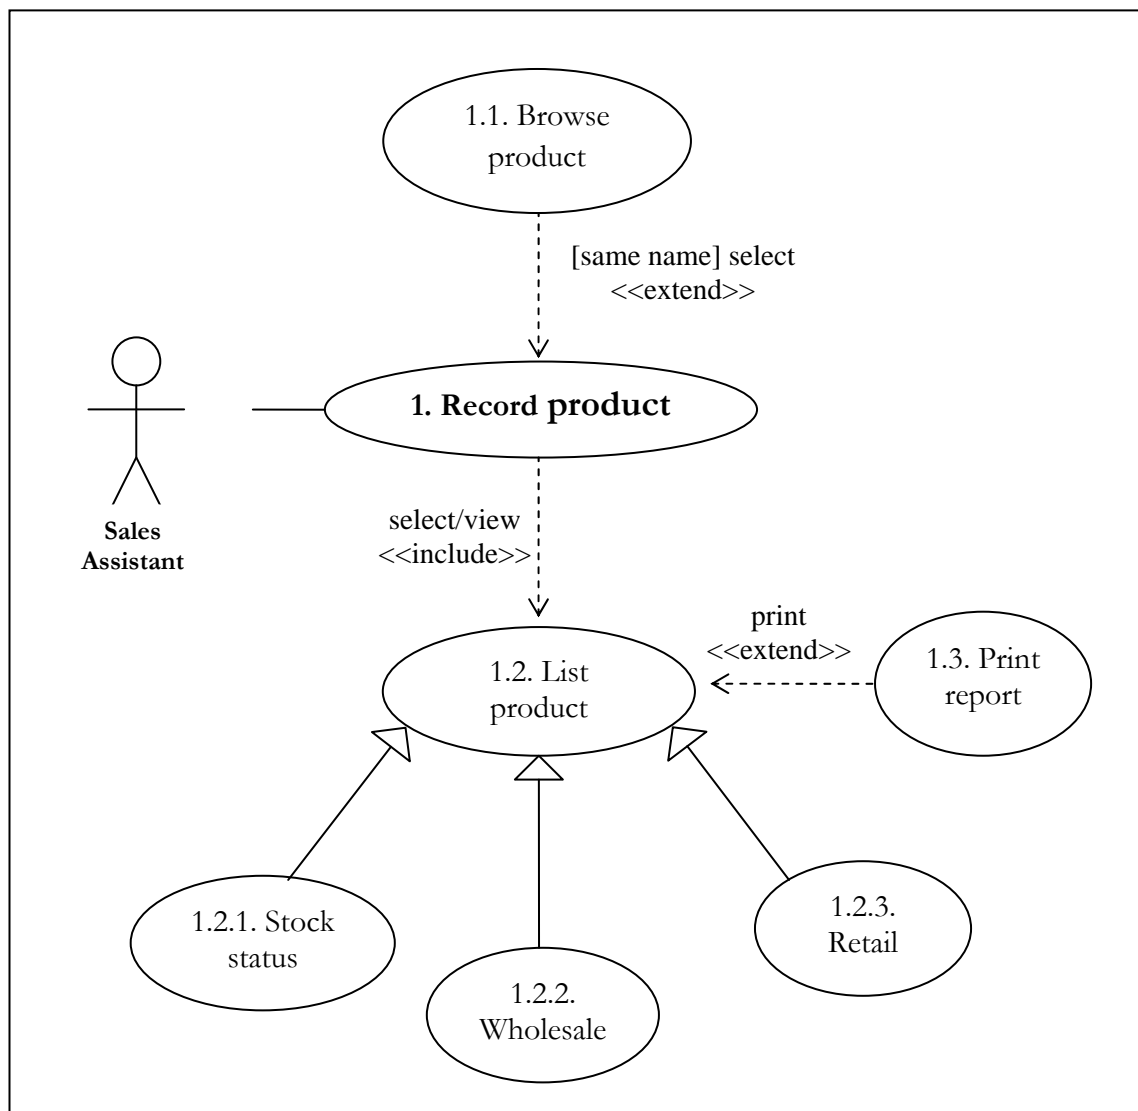 1.1. Browse
product
[same name] select
<<extend>>
1. Record product
Sales
Assistant
select/view
<<include>>
print
<<extend>>
1.2. List
product
1.3. Print
report
1.2.1. Stock
status
1.2.2.
Wholesale
1.2.3.
Retail